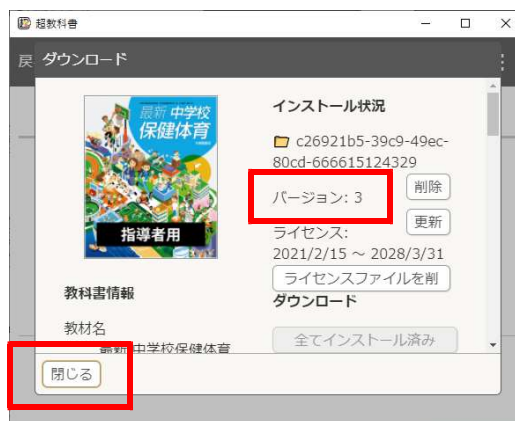 超教科書
戻
ダウンロード
最新 中学校
保健体育
指導者用
教科書情報
教材名
最新 中学校保健体育
インストール状況
c26921b5-39c9-49ec-
80cd-666615124329
バージョン: 3
削除
更新
ライセンス:
2021/2/15 ～ 2028/3/31
ライセンスファイルを削
ダウンロード
全てインストール済み
閉じる